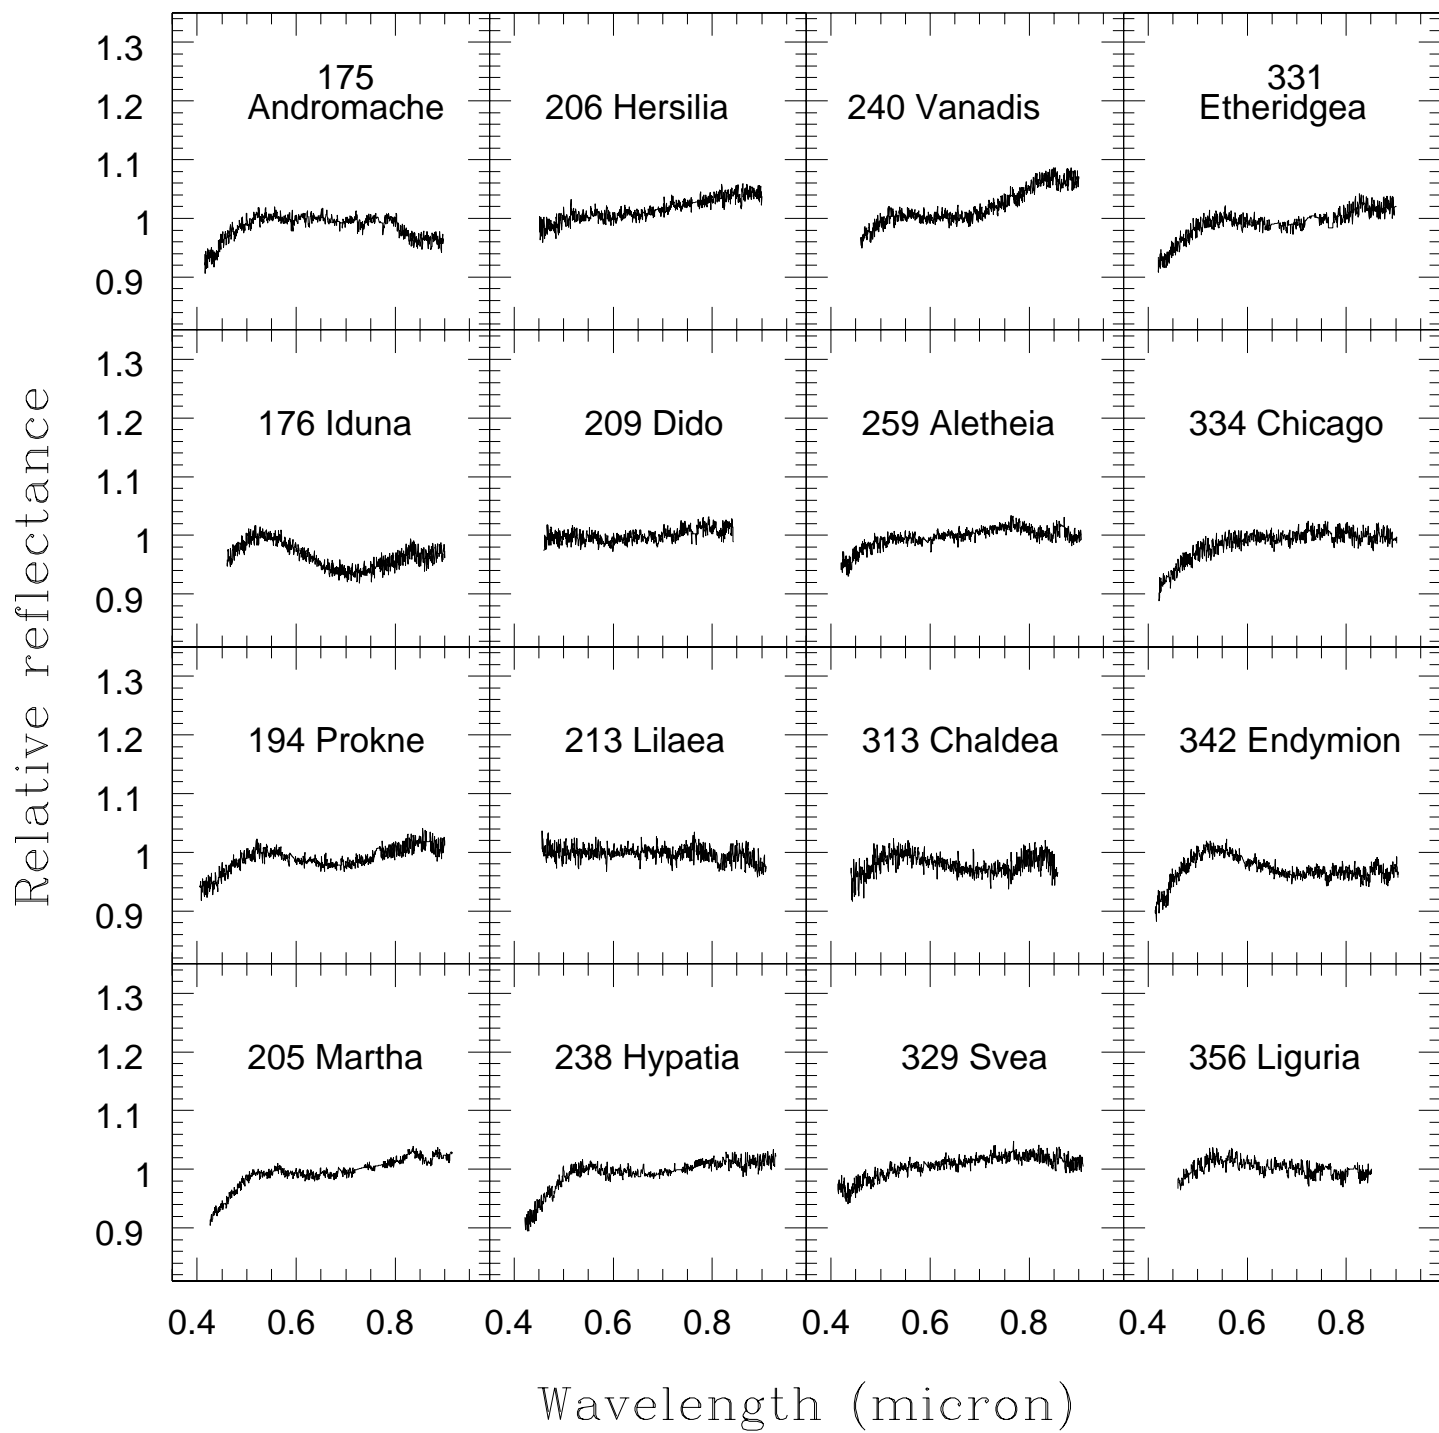 1.3
175
1.2
Andromache
206 Hersilia
240 Vanadis
331
Etheridgea
1.1
1
0.9
1.3
1.2
176 Iduna
209 Dido
259 Aletheia
334 Chicago
1.1
1
0.9
1.3
1.2
194 Prokne
213 Lilaea
313 Chaldea
342 Endymion
1.1
1
0.9
1.3
1.2
205 Martha
238 Hypatia
329 Svea
356 Liguria
1.1
1
0.9
0.4 0.6 0.8 0.4 0.6 0.8 0.4 0.6 0.8 0.4 0.6 0.8
Relative reflectance
Wavelength (micron)